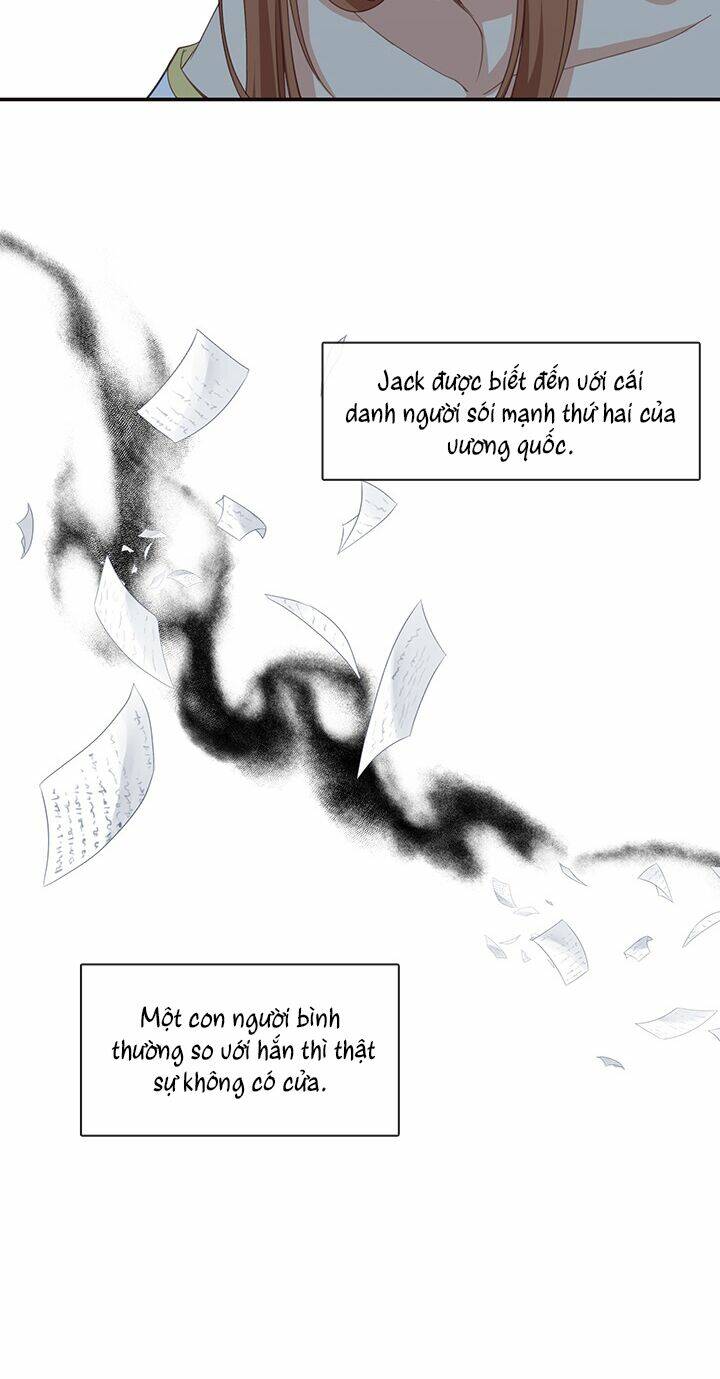 Jack được biết đến với cái
danh người sói mạnh thứ hai của
vương quốc.
Một con người bình
thường so với hắn thì thật
sự không có cửa.